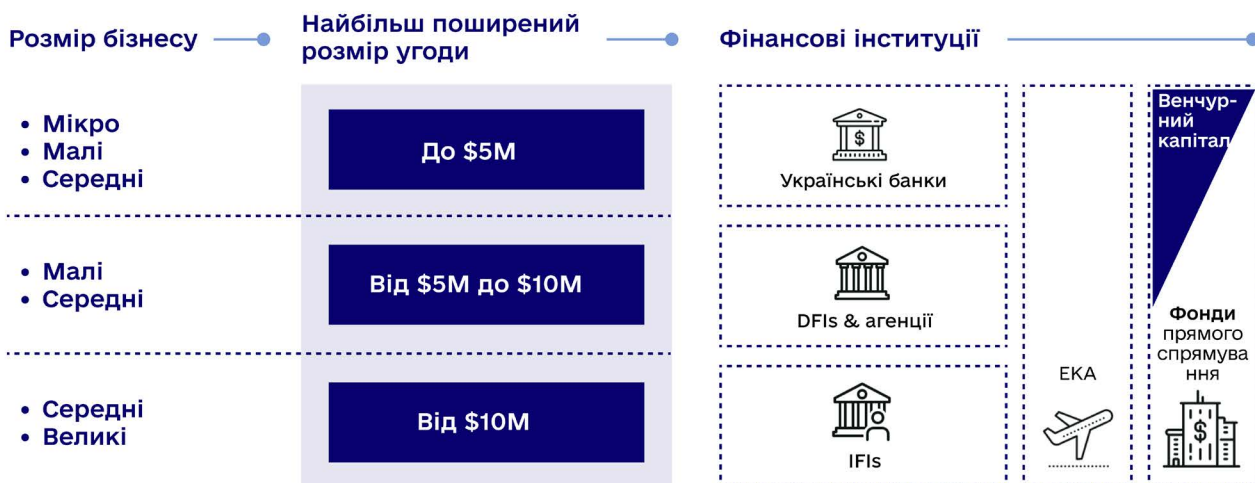 Розмір бізнесу
Найбільш поширений
розмір угоди
Фінансові інституції
• Мікро
• Малі
• Середні
До $5M
$
Українські банки
Венчур-
ний
капітал
• Малі
• Середні
Від $5M до $10M
DFIs & агенції
• Середні
• Великі
Від $10M
IFIs
ЕКА
Фонди
прямого
спрямува
ння
$